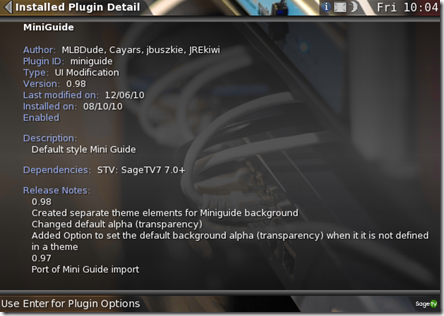 Installed Plugin Detail
Fri 10:04
MiniGuide
Author: MLBDude, Cayars, jbuszkie, JREkiwi
Plugin ID: miniguide
Type: UI Modification
Version: 0.98
Last modified on: 12/06/10
Installed on: 08/10/10
Enabled
Description:
Default style Mini Guide
Dependencies: STV: SageTV7 7.0+
Release Notes:
0.98
Created separate theme elements for Miniguide background
Changed default alpha (transparency)
Added Option to set the default background alpha (transparency) when it it is not defined
in a theme
0.97
Port of Mini Guide import
Use Enter for Plugin Options
SageTV